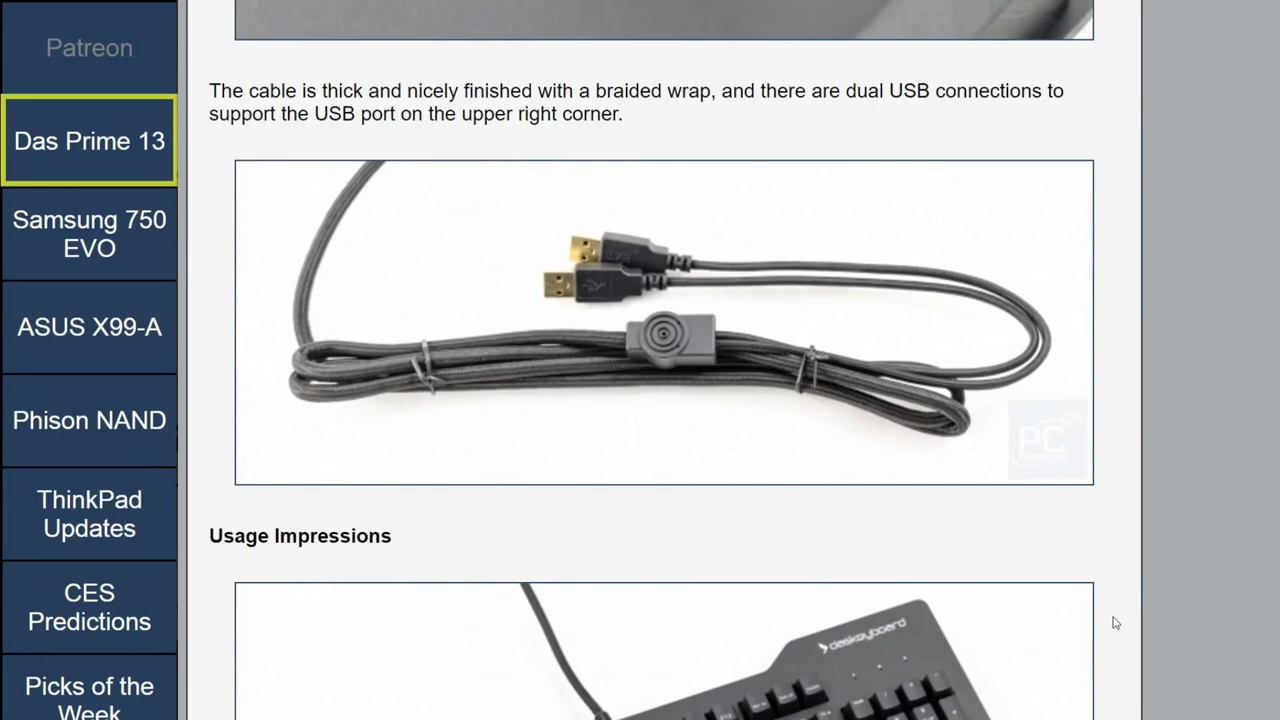 Patreon
Das Prime 13
Samsung 750
EVO
ASUS X99-A
Phison NAND
ThinkPad
Updates
CES
Predictions
Picks of the
Week
The cable is thick and nicely finished with a braided wrap, and there are dual USB connections to
support the USB port on the upper right corner.
PC
Usage Impressions
daskeyboard